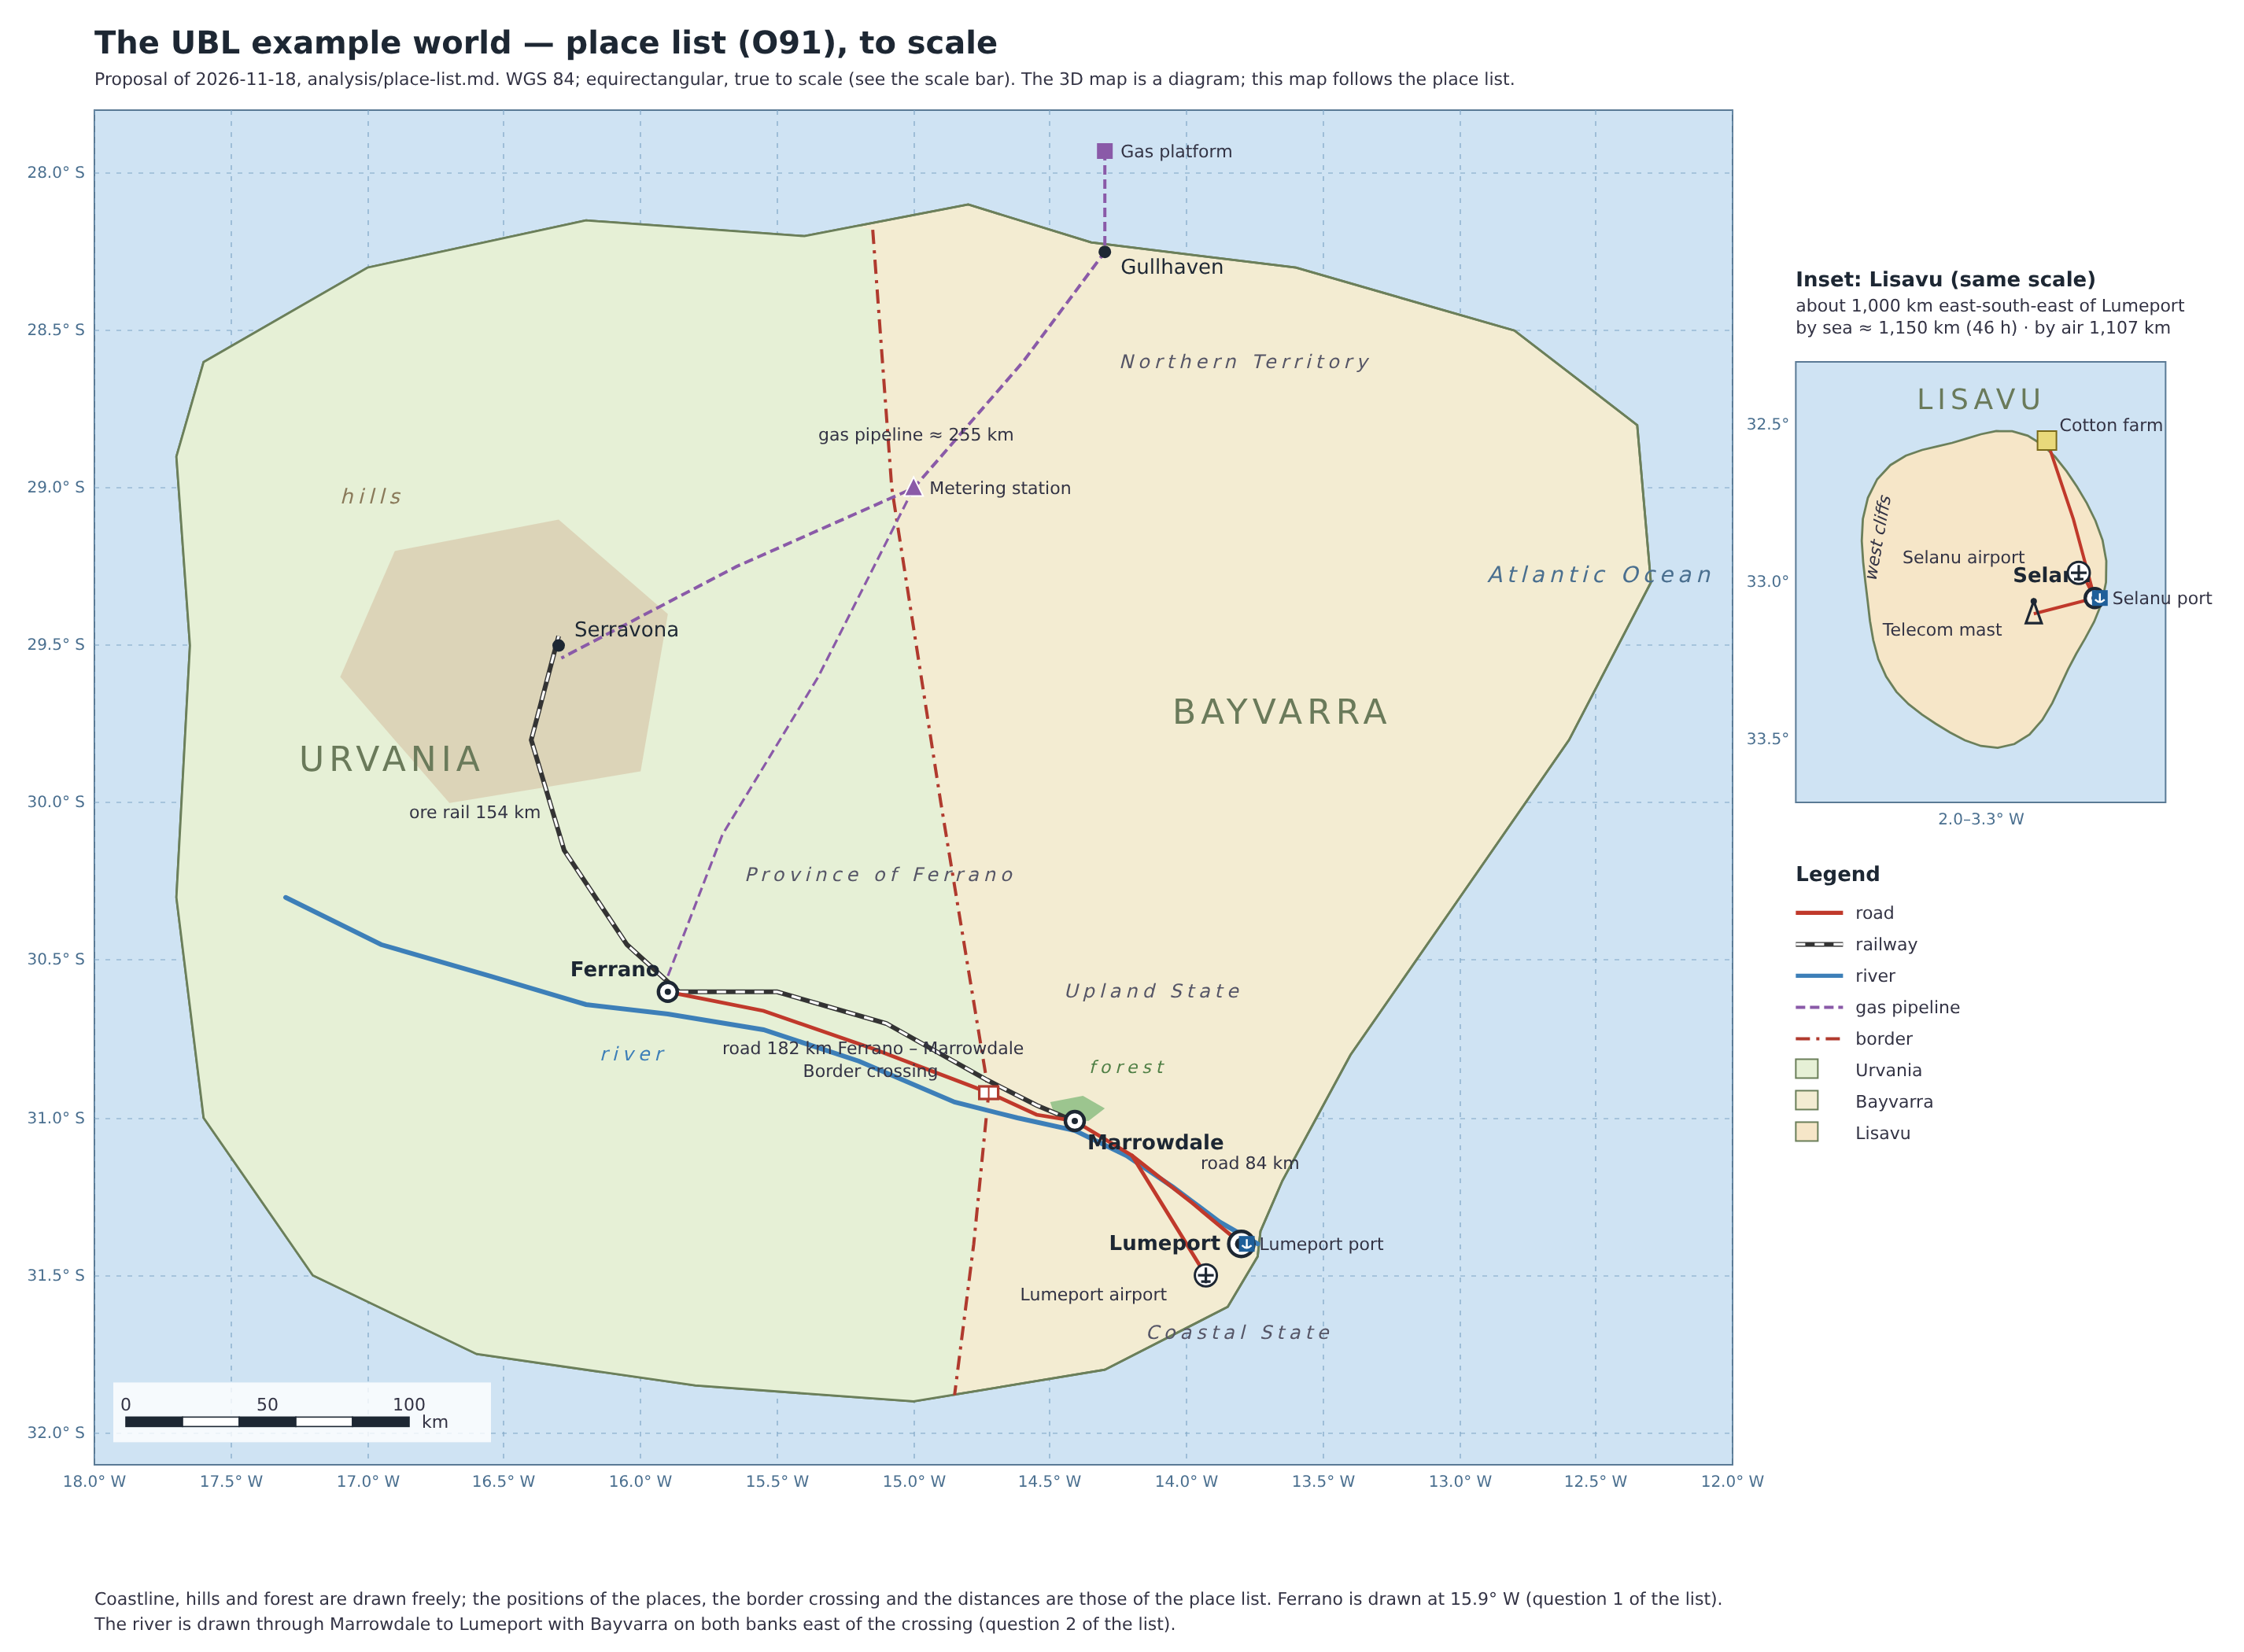 The UBL example world — place list (O91), to scale
Proposal of 2026-11-18, analysis/place-list.md. WGS 84; equirectangular, true to scale (see the scale bar). The 3D map is a diagram; this map follows the place list.
Gas platform
28.0° S
Gullhaven
Inset: Lisavu (same scale)
about 1,000 km east-south-east of Lumeport
by sea ≈ 1,150 km (46 h) · by air 1,107 km
28.5° S
Northern Territory
LISAVU
32.5°
Cotton farm
gas pipeline ≈ 255 km
29.0° S
hills
Metering station
west cliffs
Selanu airport
Atlantic Ocean
33.0°
Selan
Selanu port
Telecom mast
Serravona
29.5° S
BAYVARRA
33.5°
URVANIA
30.0° S
ore rail 154 km
2.0–3.3° W
Province of Ferrano
Legend
road
railway
30.5° S
Ferrano
river
Upland State
gas pipeline
road 182 km Ferrano – Marrowdale
border
river
Border crossing
forest
Urvania
31.0° S
Bayvarra
Marrowdale
Lisavu
road 84 km
Lumeport
Lumeport port
31.5° S
Lumeport airport
Coastal State
0 50 100
km
32.0° S
18.0° W 17.5° W 17.0° W 16.5° W 16.0° W 15.5° W 15.0° W 14.5° W 14.0° W 13.5° W 13.0° W 12.5° W 12.0° W
Coastline, hills and forest are drawn freely; the positions of the places, the border crossing and the distances are those of the place list. Ferrano is drawn at 15.9° W (question 1 of the list).
The river is drawn through Marrowdale to Lumeport with Bayvarra on both banks east of the crossing (question 2 of the list).